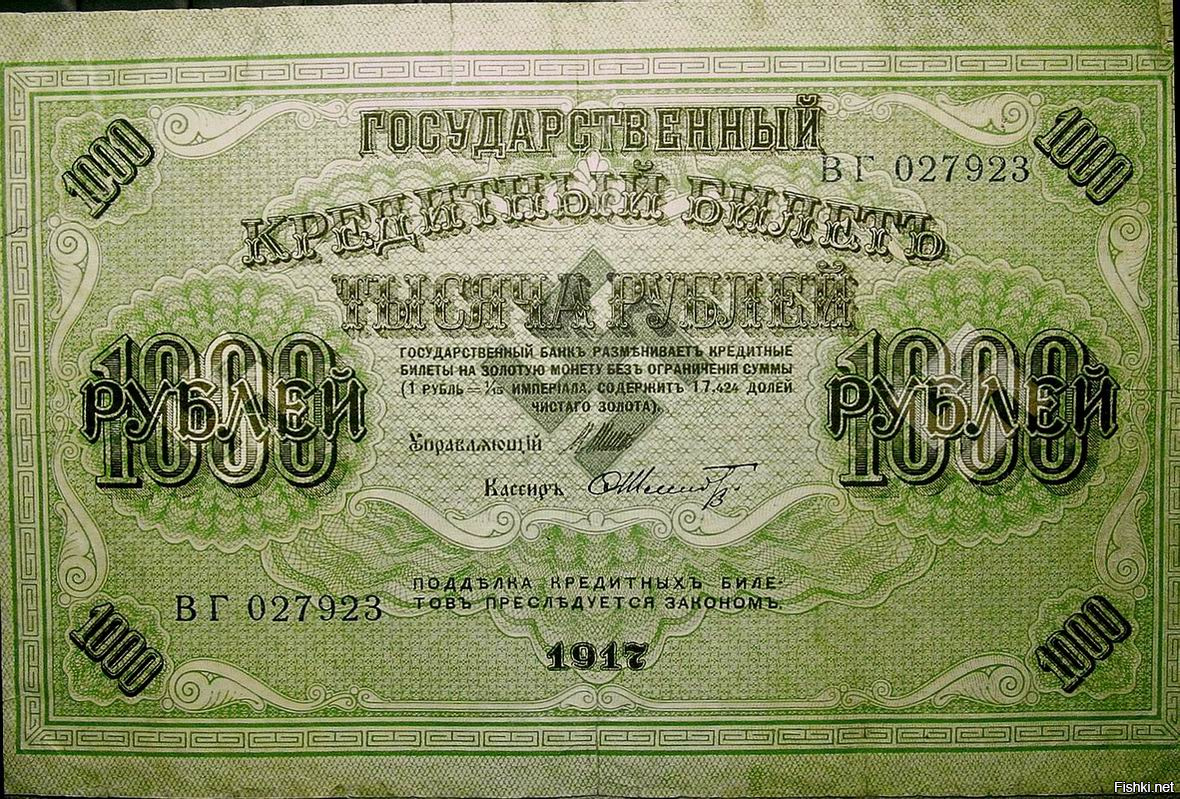 ГОСУДАРСТВЕННЫЙ
1000
1000
ВГ 027923
КРЕДИТНЫЙ БИЛЕТЪ
ТЫСЯЧА РУБЛЕЙ
ГОСУДАРСТВЕННЫЙ БАНКЪ РАЗМѢНИВАЕТЪ КРЕДИТНЫЕ
БИЛЕТЫ НА ЗОЛОТУЮ МОНЕТУ БЕЗЪ ОГРАНИЧЕНІЯ СУММЫ
(1 РУБЛЬ = 1/15 ИМПЕРІАЛА, СОДЕРЖИТЪ 17,424 ДОЛЕЙ
ЧИСТАГО ЗОЛОТА).
1000
РУБЛЕЙ
1000
РУБЛЕЙ
Управляющій
Кассиръ
ПОДДѢЛКА КРЕДИТНЫХЪ БИЛЕ-
ТОВЪ ПРЕСЛѢДУЕТСЯ ЗАКОНОМЪ.
ВГ 027923
1000
1000
1917
Fishki.net